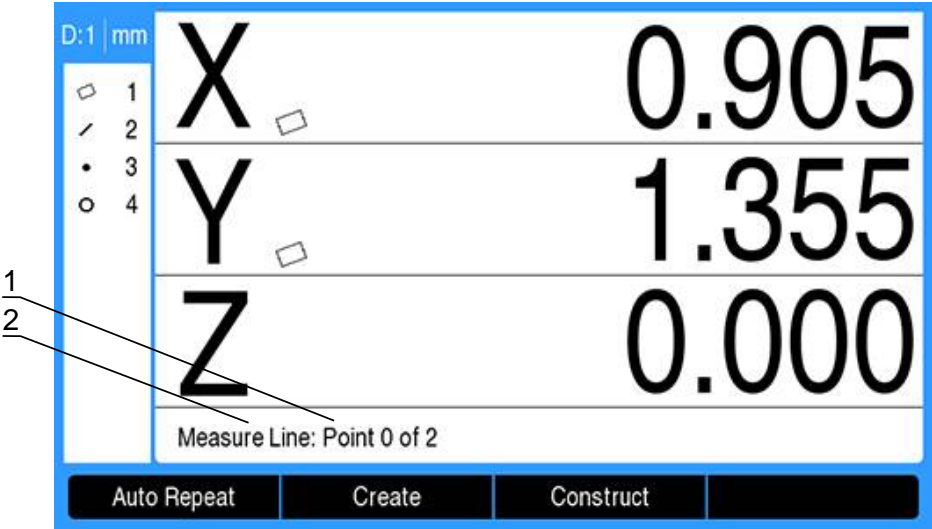 D:1 mm
1
2
3
4
X 0.905
Y 1.355
Z 0.000
1
2
Measure Line: Point 0 of 2
Auto Repeat Create Construct